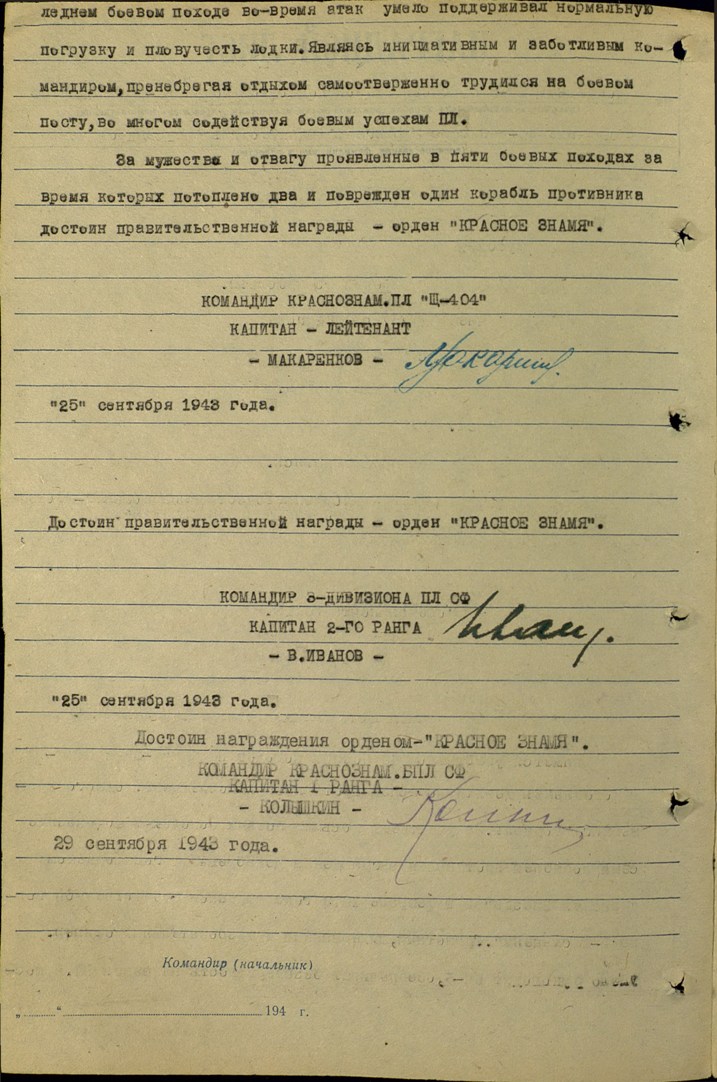 леднем боевом походе во-время атак умело поддерживал нормальную
погрузку и пловучесть лодки.Являясь инициативным и заботливым ко-
мандиром,пренебрегая отдыхом самоотверженно трудился на боевом
посту,во многом содействуя боевым успехам ПЛ.
За мужества и отвагу проявленные в пяти боевых походах за
время которых потоплено два и поврежден один корабль противника
достоин правительственной награды – орден "КРАСНОЕ ЗНАМЯ".
КОМАНДИР КРАСНОЗНАМ.ПЛ "Щ-404"
КАПИТАН – ЛЕЙТЕНАНТ
– МАКАРЕНКОВ –
"25" сентября 1943 года.
Достоин правительственной награды – орден "КРАСНОЕ ЗНАМЯ".
КОМАНДИР 3-ДИВИЗИОНА ПЛ СФ
КАПИТАН 2-ГО РАНГА
– В.ИВАНОВ –
"25" сентября 1943 года.
Достоин награждения орденом-"КРАСНОЕ ЗНАМЯ".
КОМАНДИР КРАСНОЗНАМ.БПЛ СФ
КАПИТАН 1 РАНГА –
– КОЛЫШКИН –
29 сентября 1943 года.
Командир (начальник)
„........“........................ 194 г.